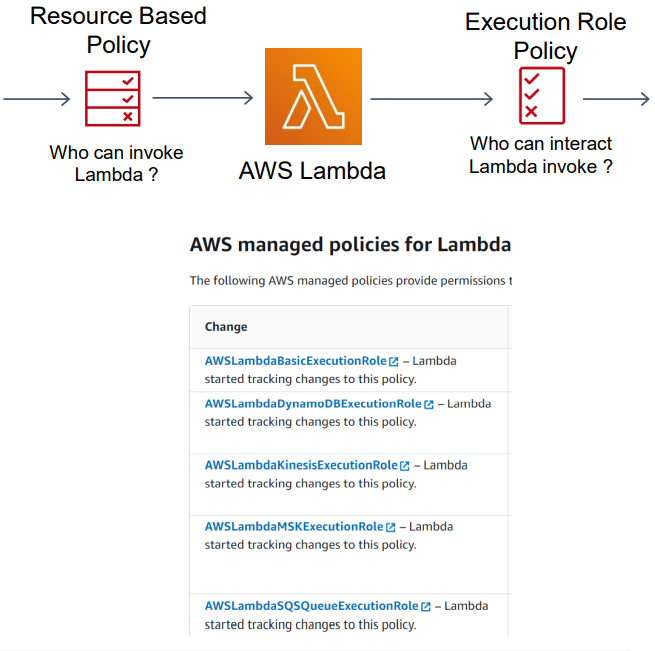 Resource Based
Policy
Execution Role
Policy
Who can invoke
Lambda ?
AWS Lambda
Who can interact
Lambda invoke ?
AWS managed policies for Lambda
The following AWS managed policies provide permissions t
Change
AWSLambdaBasicExecutionRole – Lambda
started tracking changes to this policy.
AWSLambdaDynamoDBExecutionRole – Lambda
started tracking changes to this policy.
AWSLambdaKinesisExecutionRole – Lambda
started tracking changes to this policy.
AWSLambdaMSKExecutionRole – Lambda
started tracking changes to this policy.
AWSLambdaSQSQueueExecutionRole – Lambda
started tracking changes to this policy.